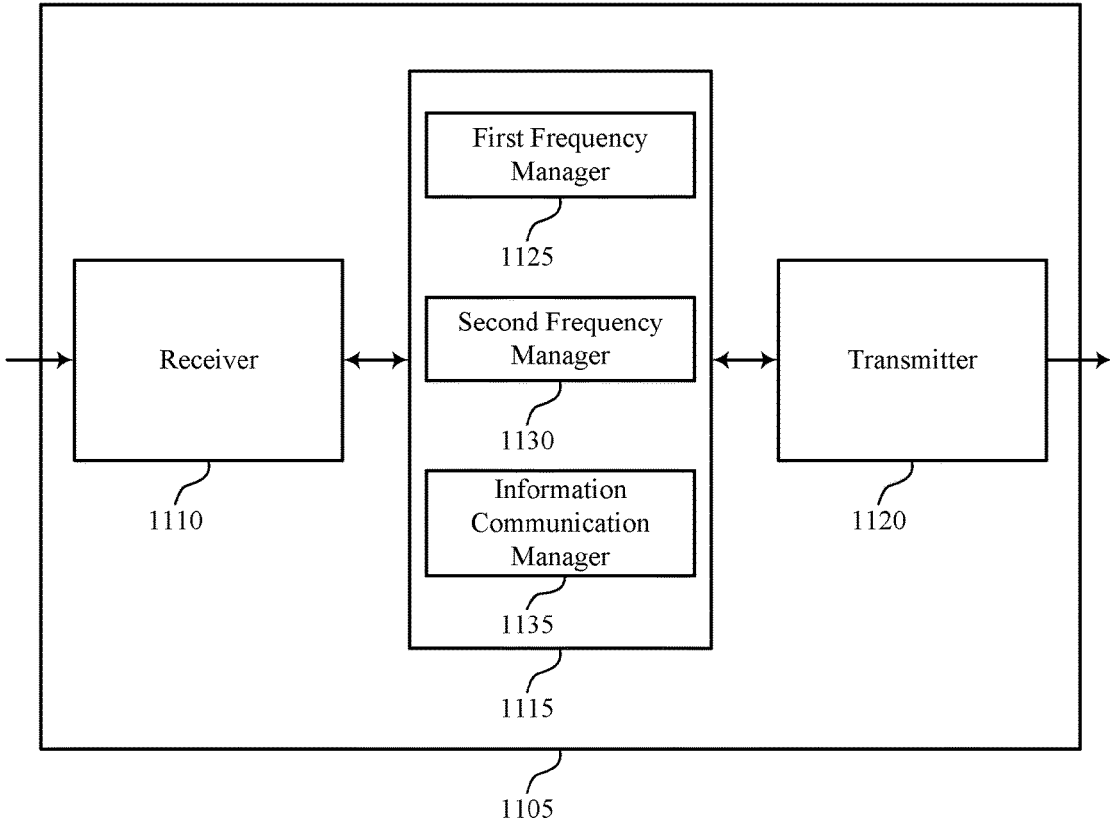 First Frequency
Manager
1125
Receiver
1110
Second Frequency
Manager
1130
Transmitter
1120
Information
Communication
Manager
1135
1115
1105